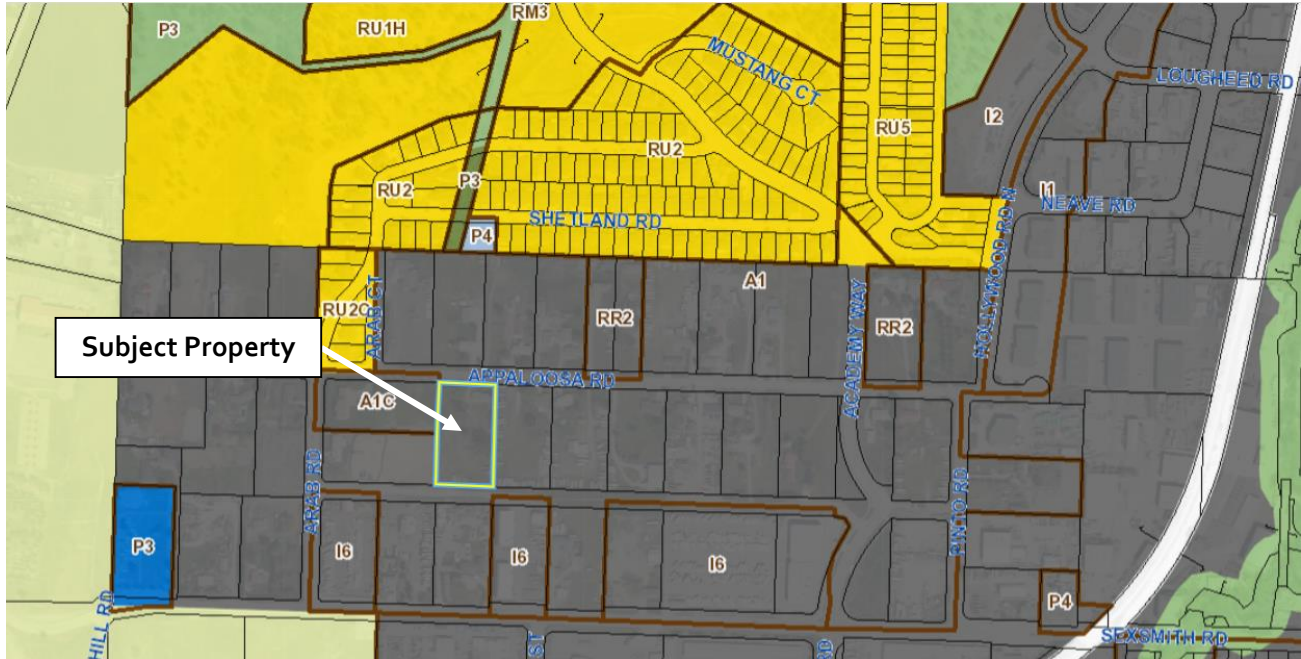 RM3
P3
RU1H
MUSTANG CT
LOUGHEED RD
I2
RU5
RU2
RU2
P3
I1
NEAVE RD
SHETLAND RD
P4
HOLLYWOOD RD N
A1
RU2C
ARAB CT
RR2
ACADEMY WAY
RR2
Subject Property
APPALOOSA RD
A1C
ARAB RD
PINTO RD
P3
I6
I6
I6
P4
HILL RD
ST
RD
SEXSMITH RD